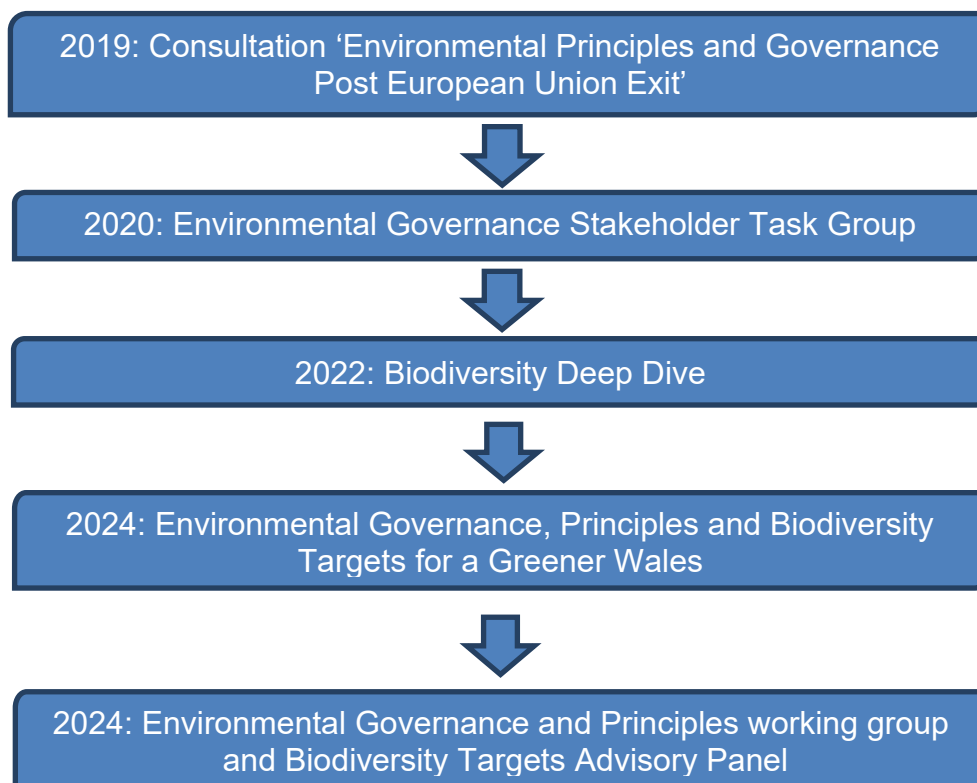 2019: Consultation ‘Environmental Principles and Governance
Post European Union Exit’
2020: Environmental Governance Stakeholder Task Group
2022: Biodiversity Deep Dive
2024: Environmental Governance, Principles and Biodiversity
Targets for a Greener Wales
2024: Environmental Governance and Principles working group
and Biodiversity Targets Advisory Panel